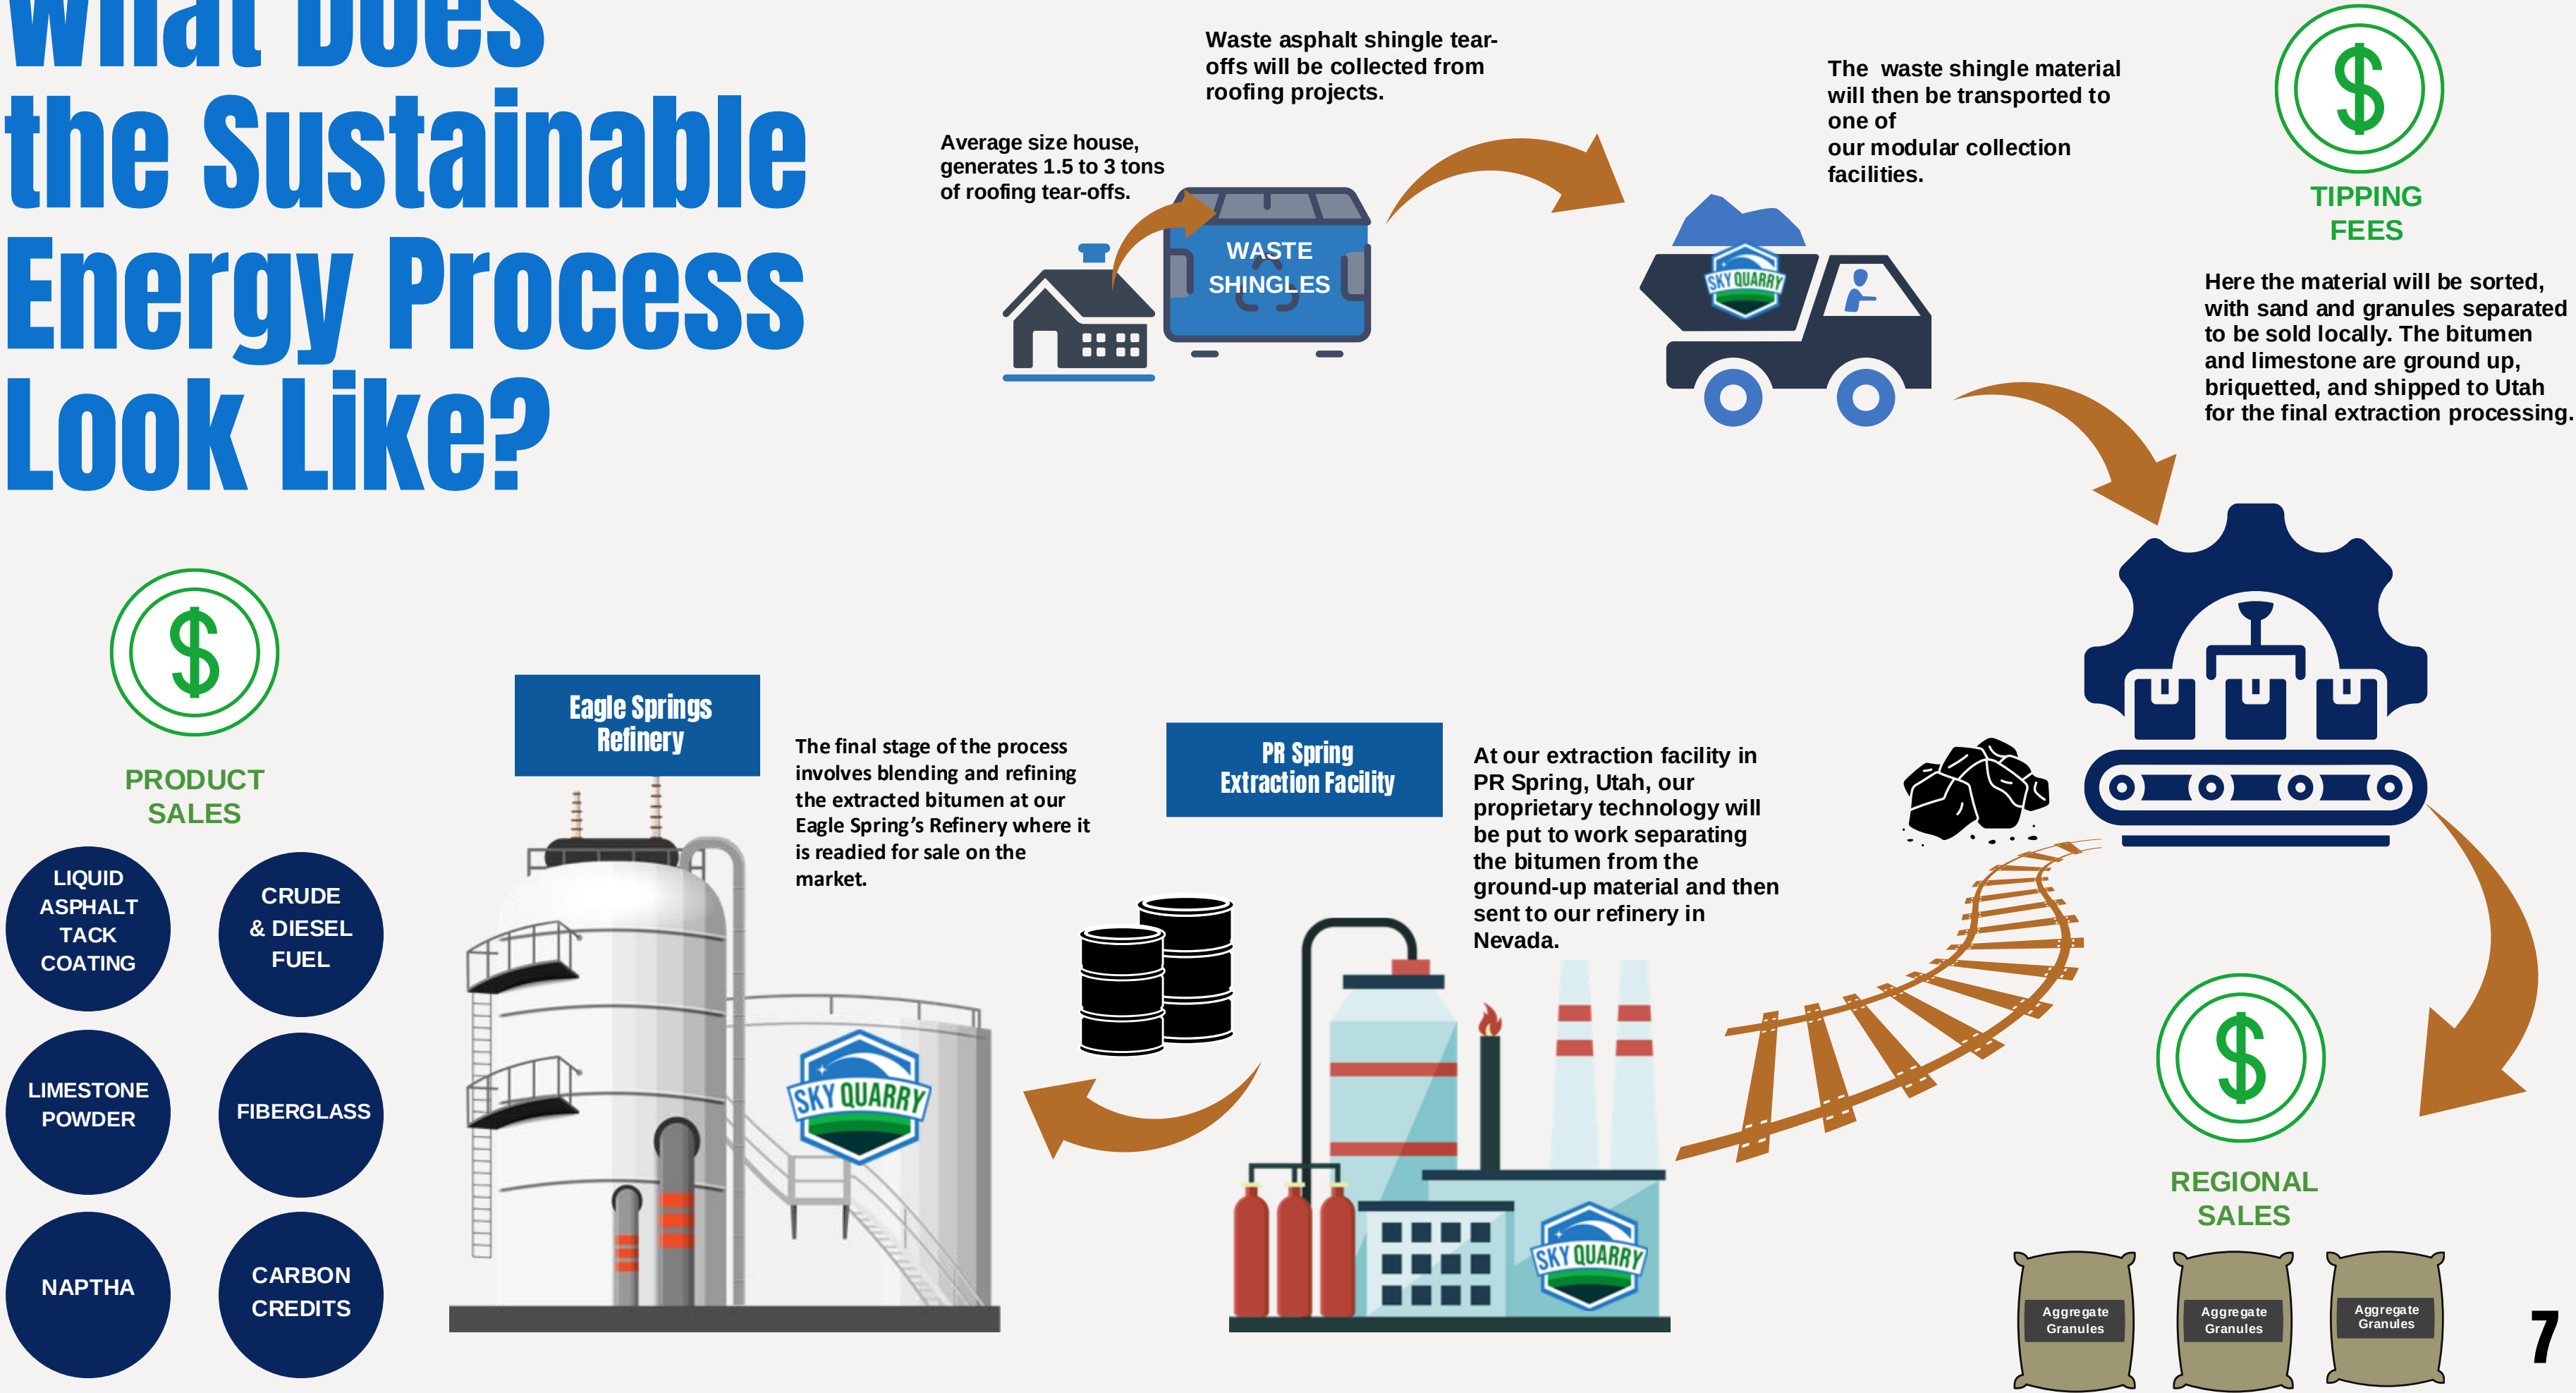 What Does
the Sustainable
Energy Process
Look Like?
Average size house,
generates 1.5 to 3 tons
of roofing tear-offs.
Waste asphalt shingle tear-
offs will be collected from
roofing projects.
WASTE
SHINGLES
The waste shingle material
will then be transported to
one of
our modular collection
facilities.
SKY QUARRY
TIPPING
FEES
Here the material will be sorted,
with sand and granules separated
to be sold locally. The bitumen
and limestone are ground up,
briquetted, and shipped to Utah
for the final extraction processing.
REGIONAL
SALES
Aggregate
Granules
Aggregate
Granules
Aggregate
Granules
At our extraction facility in
PR Spring, Utah, our
proprietary technology will
be put to work separating
the bitumen from the
ground-up material and then
sent to our refinery in
Nevada.
PR Spring
Extraction Facility
SKY QUARRY
The final stage of the process
involves blending and refining
the extracted bitumen at our
Eagle Spring’s Refinery where it
is readied for sale on the
market.
Eagle Springs
Refinery
SKY QUARRY
PRODUCT
SALES
LIQUID
ASPHALT
TACK
COATING
CRUDE
& DIESEL
FUEL
LIMESTONE
POWDER
FIBERGLASS
NAPTHA
CARBON
CREDITS
7